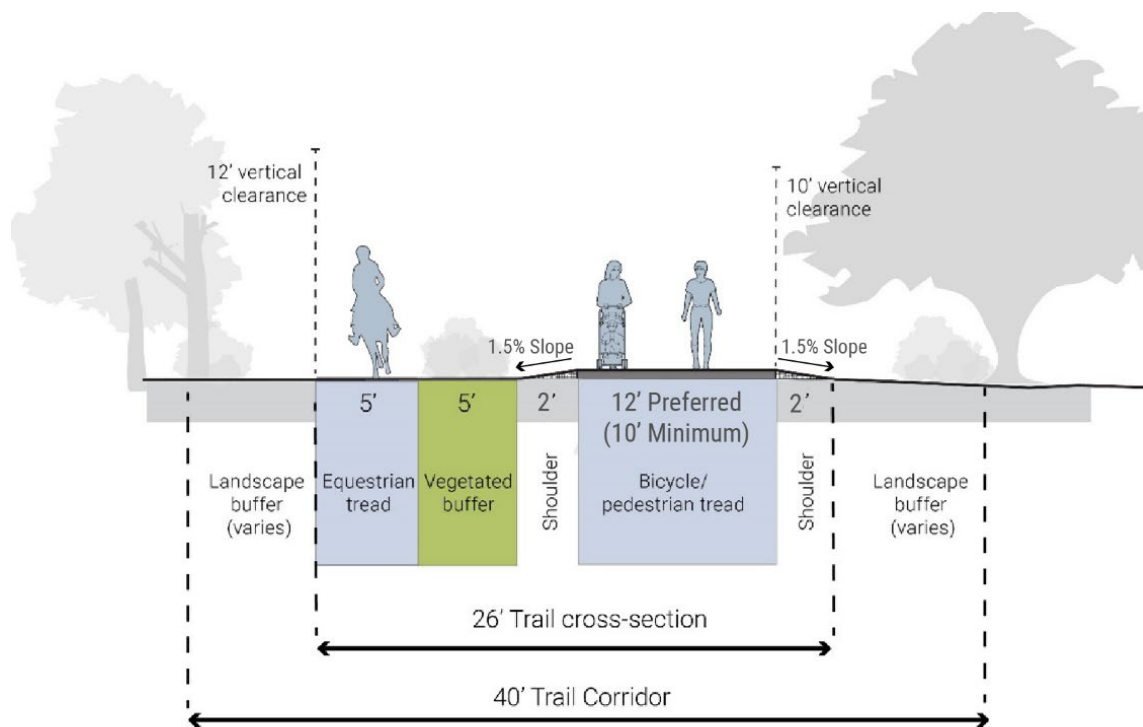 12’ vertical
clearance
10’ vertical
clearance
1.5% Slope
1.5% Slope
5’
5’
2’
12’ Preferred
(10’ Minimum)
2’
Landscape
buffer
(varies)
Equestrian
tread
Vegetated
buffer
Shoulder
Bicycle/
pedestrian tread
Shoulder
Landscape
buffer
(varies)
26’ Trail cross-section
40’ Trail Corridor